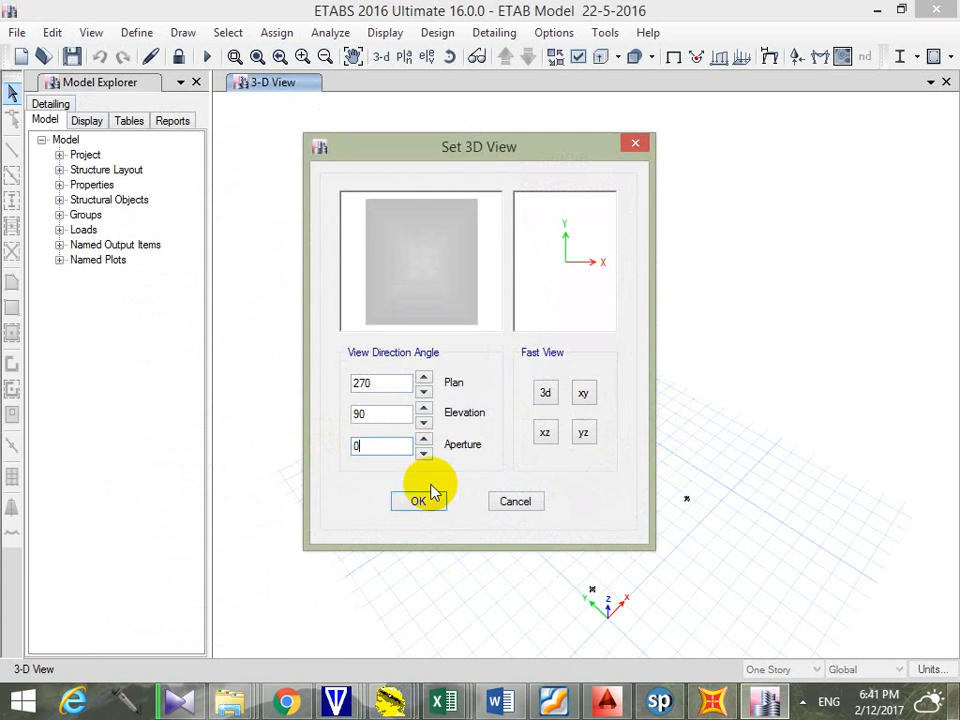 ETABS 2016 Ultimate 16.0.0 - ETAB Model  22-5-2016
File Edit View Define Draw Select Assign Analyze Display Design Detailing Options Tools Help
3-d plan elev nd
Model Explorer
3-D View
Detailing
Model Display Tables Reports
Model
Project
Structure Layout
Properties
Structural Objects
Groups
Loads
Named Output Items
Named Plots
Set 3D View
Y
X
View Direction Angle
Fast View
270 Plan
90 Elevation
0 Aperture
3d xy
xz yz
OK
Cancel
Y Z X
3-D View
One Story
Global
Units...
ENG
6:41 PM
2/12/2017